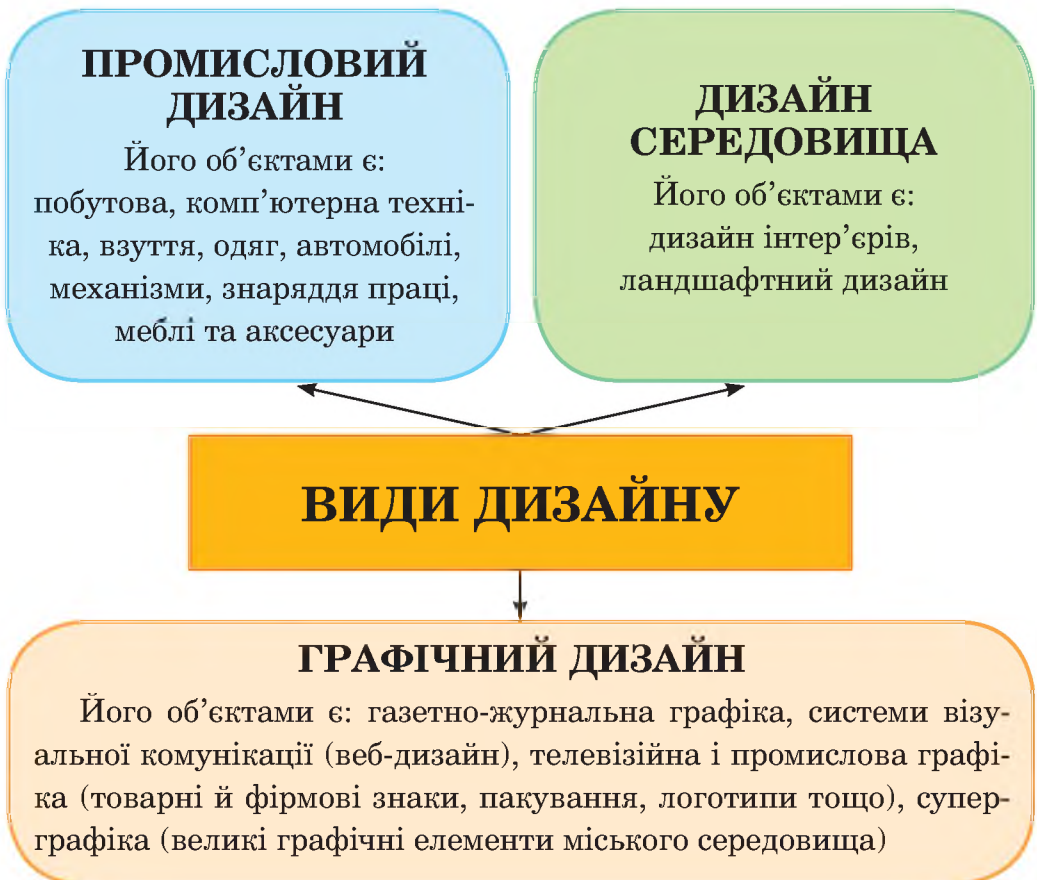 ПРОМИСЛОВИЙ
ДИЗАЙН
Його об’єктами є:
побутова, комп’ютерна техні-
ка, взуття, одяг, автомобілі,
механізми, знаряддя праці,
меблі та аксесуари
ДИЗАЙН
СЕРЕДОВИЩА
Його об’єктами є:
дизайн інтер’єрів,
ландшафтний дизайн
ВИДИ ДИЗАЙНУ
ГРАФІЧНИЙ ДИЗАЙН
Його об’єктами є: газетно-журнальна графіка, системи візу-
альної комунікації (веб-дизайн), телевізійна і промислова графі-
ка (товарні й фірмові знаки, пакування, логотипи тощо), супер-
графіка (великі графічні елементи міського середовища)